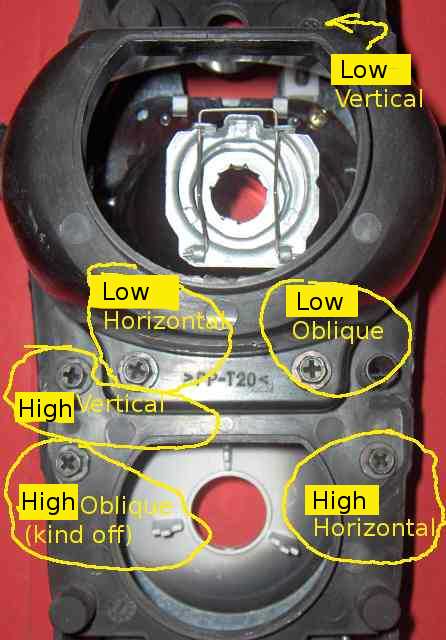 Low
Vertical
Low
Horizontal
Low
Oblique
>PP-T20<
High Vertical
High Oblique
(kind off)
High
Horizontal